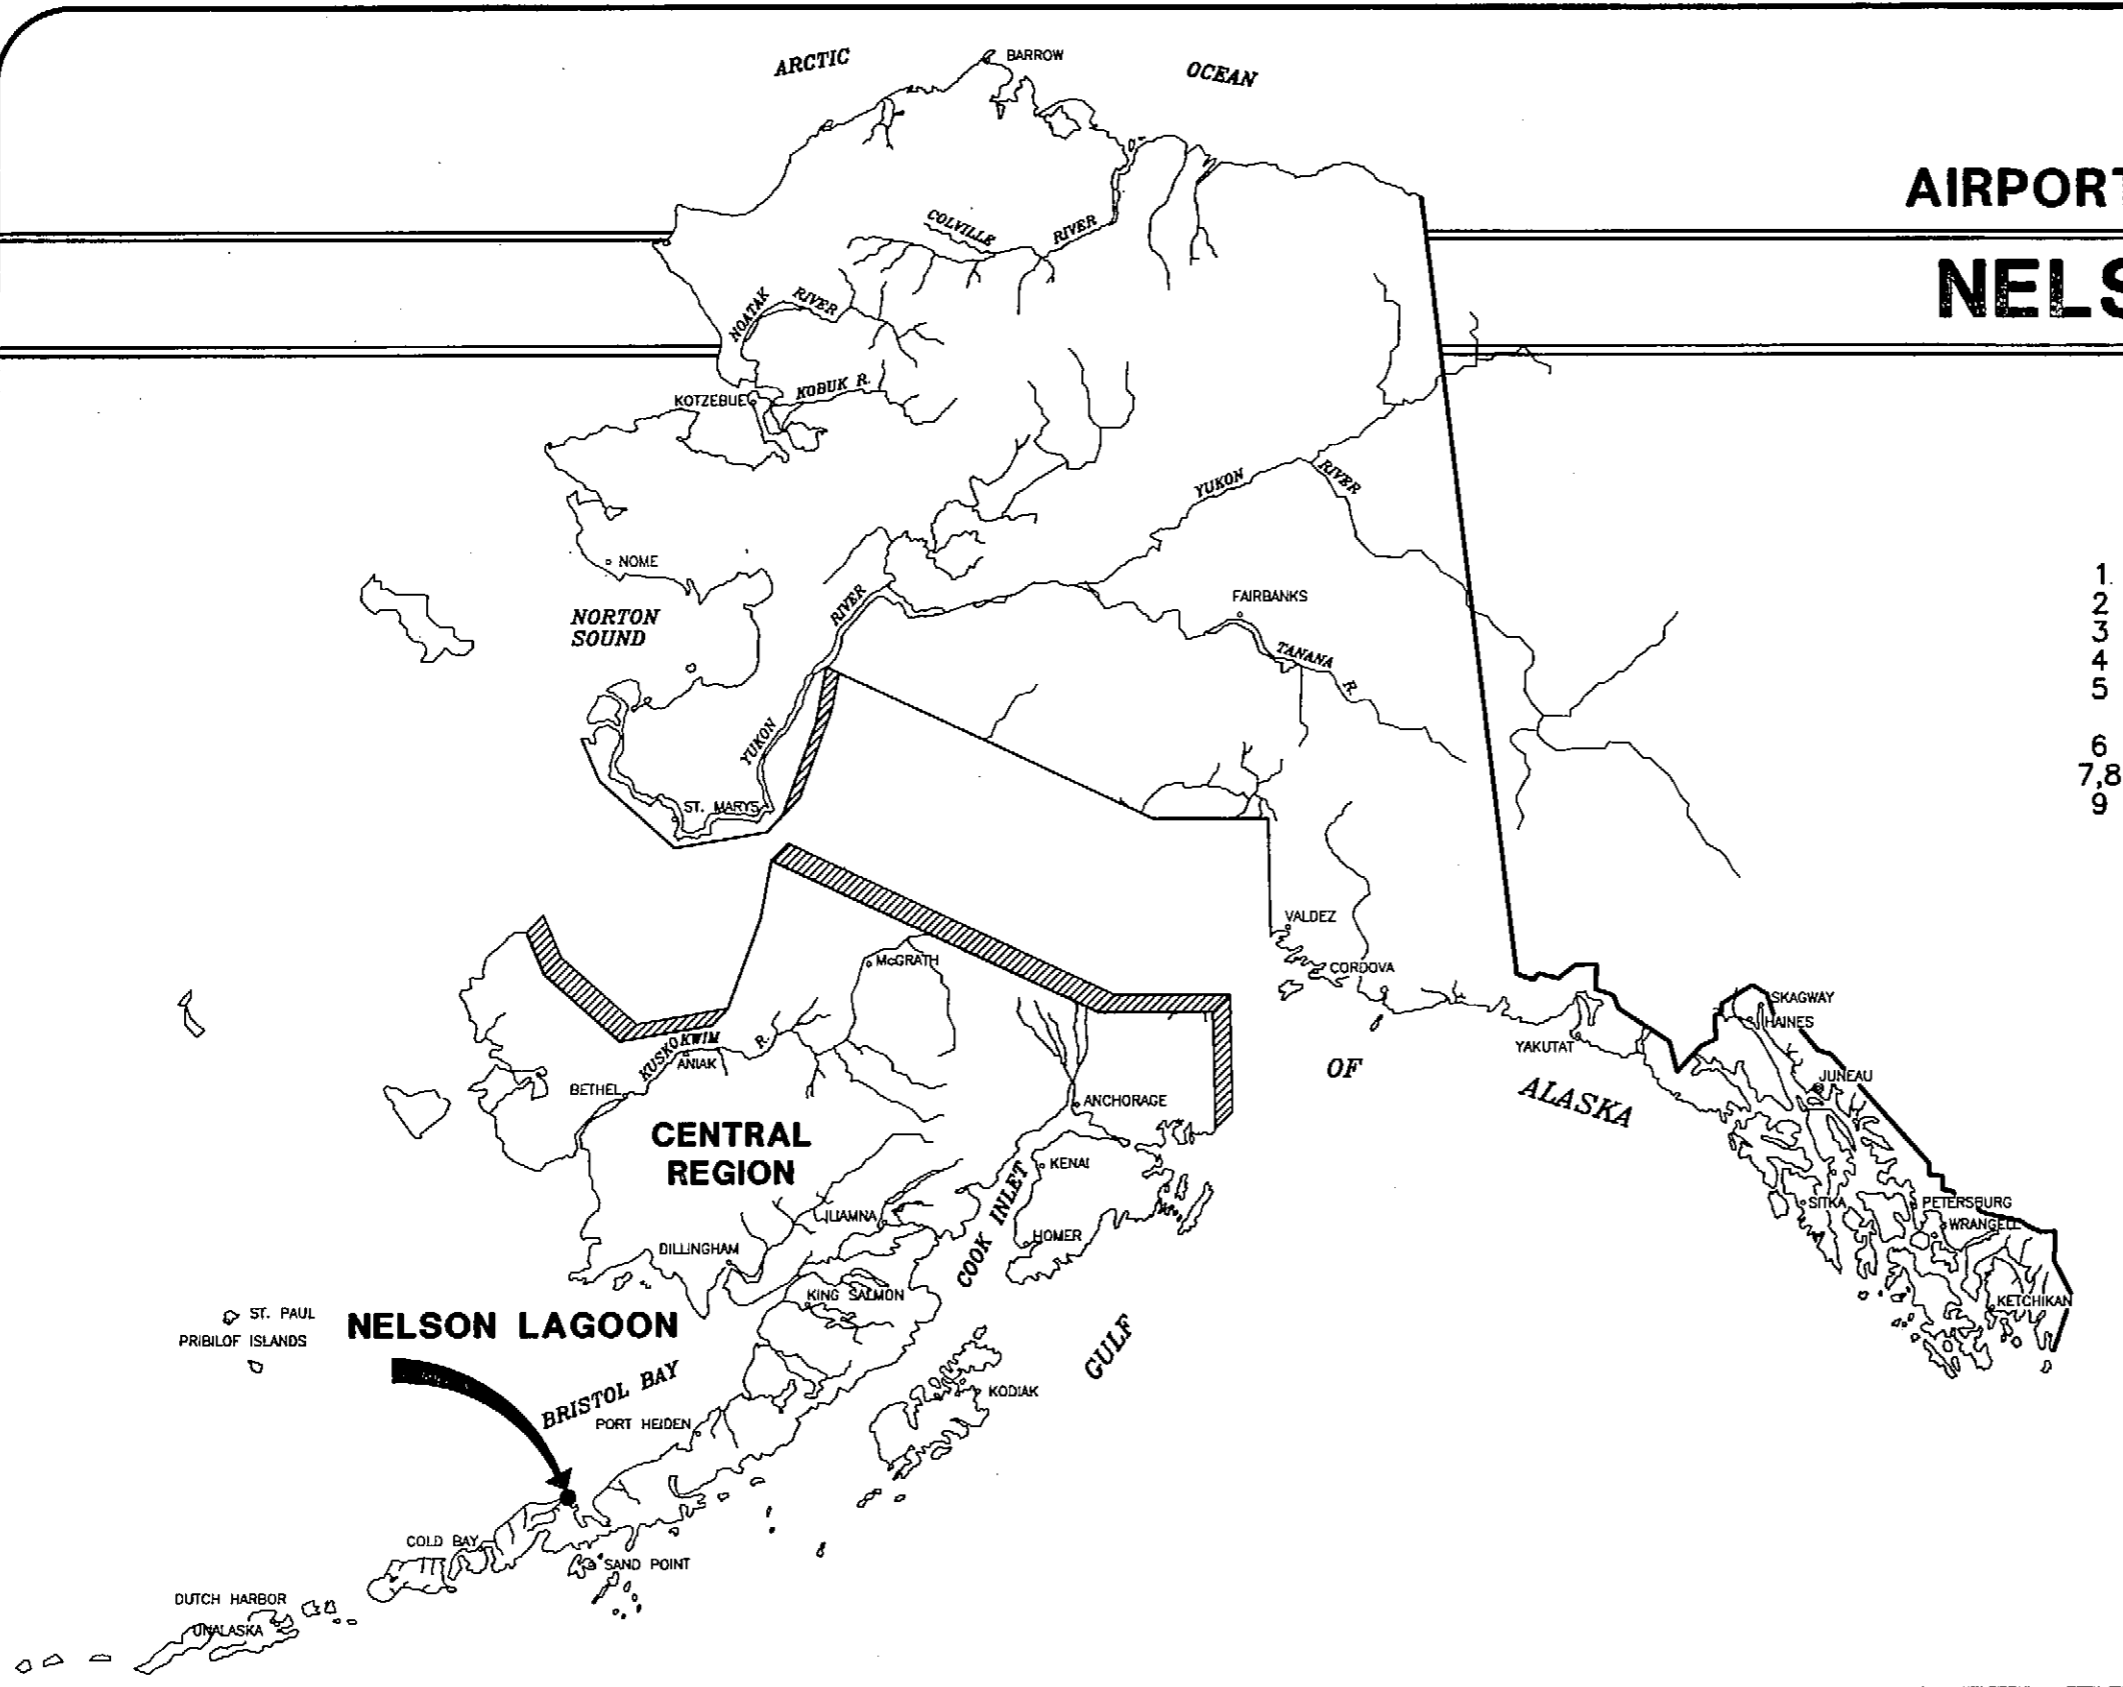 ARCTIC
BARROW
OCEAN
AIRPORT
NELS
COLVILLE
RIVER
NOATAK
RIVER
KOTZEBUE
KOBUK R.
YUKON
RIVER
NOME
NORTON
SOUND
RIVER
FAIRBANKS
TANANA
R.
1.
2
3
4
5
6
7,8
9
YUKON
ST. MARYS
VALDEZ
McGRATH
CORDOVA
SKAGWAY
HAINES
YAKUTAT
KUSKOKWIM
R.
ANIAK
BETHEL
OF
ALASKA
JUNEAU
ANCHORAGE
CENTRAL
REGION
KENAI
COOK INLET
ILIAMNA
HOMER
DILLINGHAM
SITKA
PETERSBURG
WRANGELL
KING SALMON
KETCHIKAN
ST. PAUL
PRIBILOF ISLANDS
NELSON LAGOON
GULF
BRISTOL BAY
KODIAK
PORT HEIDEN
COLD BAY
SAND POINT
DUTCH HARBOR
UNALASKA